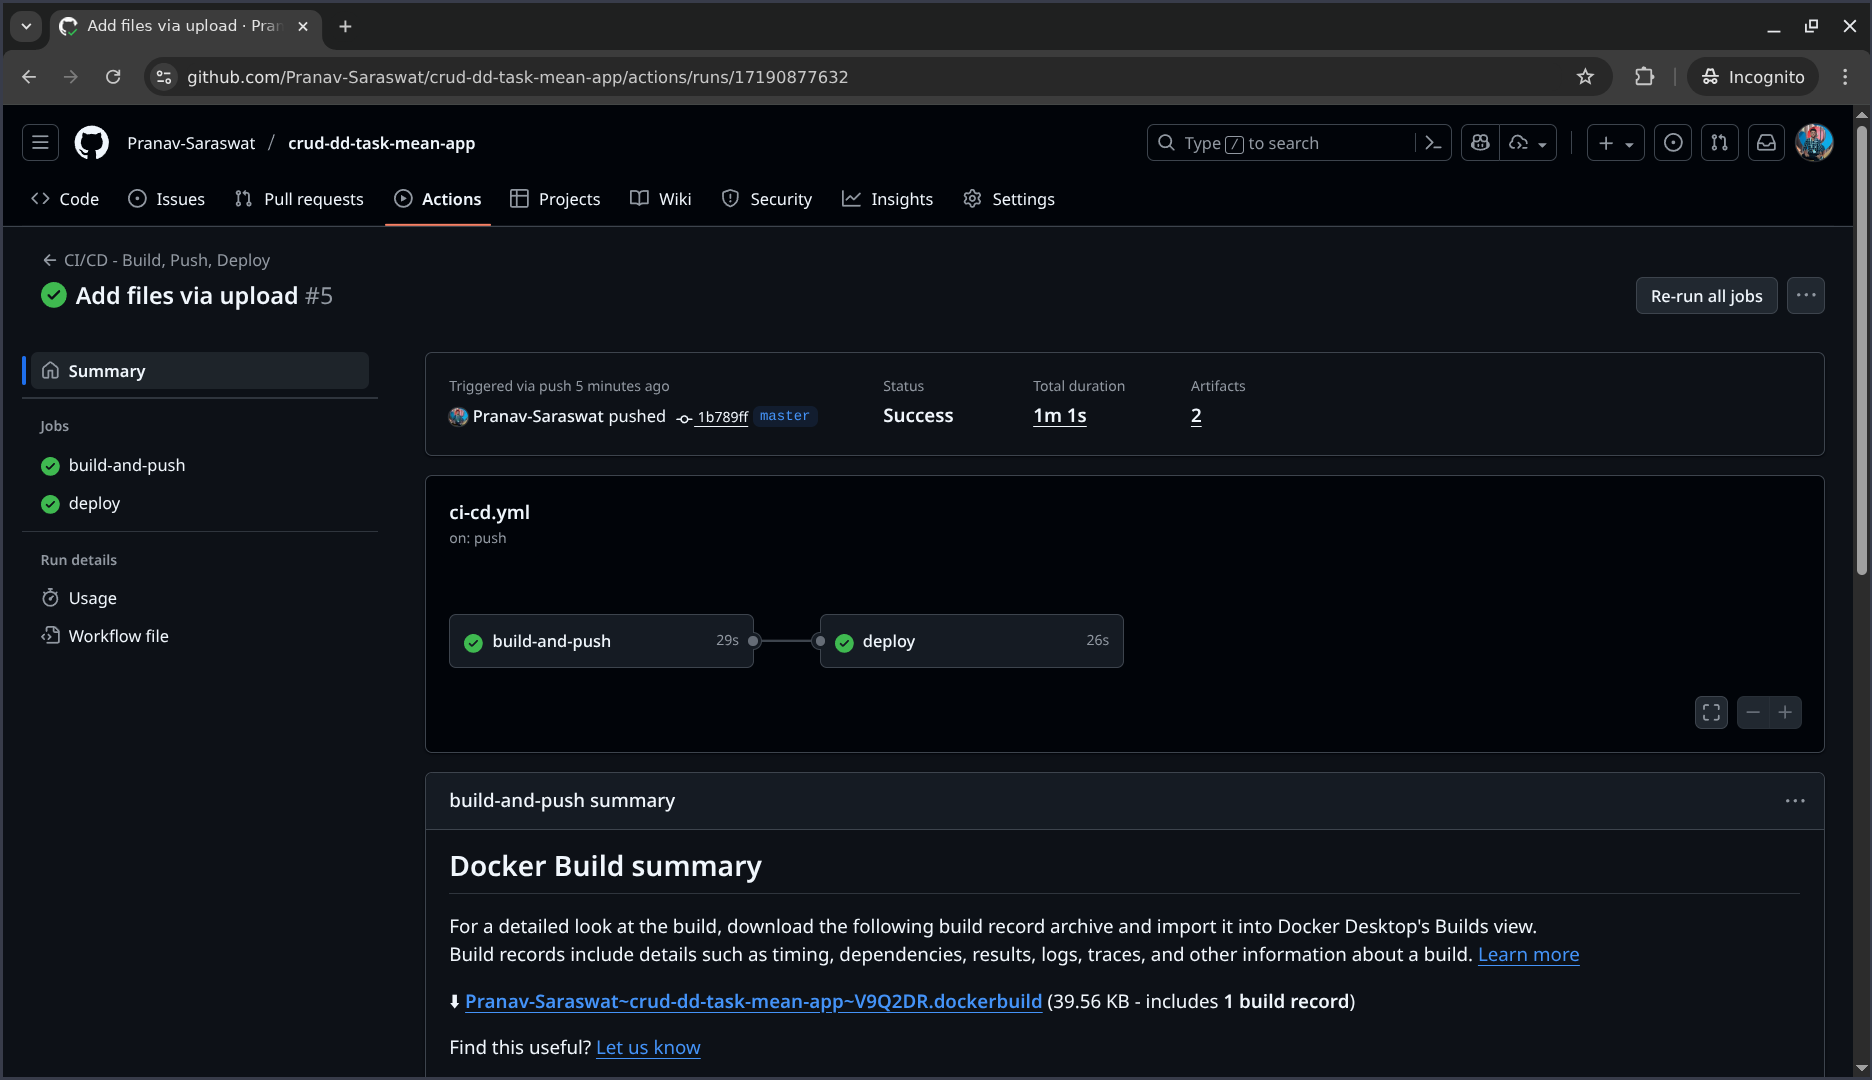 Add files via upload · Pran
github.com/Pranav-Saraswat/crud-dd-task-mean-app/actions/runs/17190877632
Incognito
Pranav-Saraswat / crud-dd-task-mean-app
Type / to search
Code
Issues
Pull requests
Actions
Projects
Wiki
Security
Insights
Settings
CI/CD - Build, Push, Deploy
Add files via upload #5
Re-run all jobs
Summary
Jobs
build-and-push
deploy
Run details
Usage
Workflow file
Triggered via push 5 minutes ago
Pranav-Saraswat pushed 1b789ff master
Status
Success
Total duration
1m 1s
Artifacts
2
ci-cd.yml
on: push
build-and-push 29s
deploy 26s
build-and-push summary
Docker Build summary
For a detailed look at the build, download the following build record archive and import it into Docker Desktop's Builds view.
Build records include details such as timing, dependencies, results, logs, traces, and other information about a build. Learn more
⬇ Pranav-Saraswat~crud-dd-task-mean-app~V9Q2DR.dockerbuild (39.56 KB - includes 1 build record)
Find this useful? Let us know